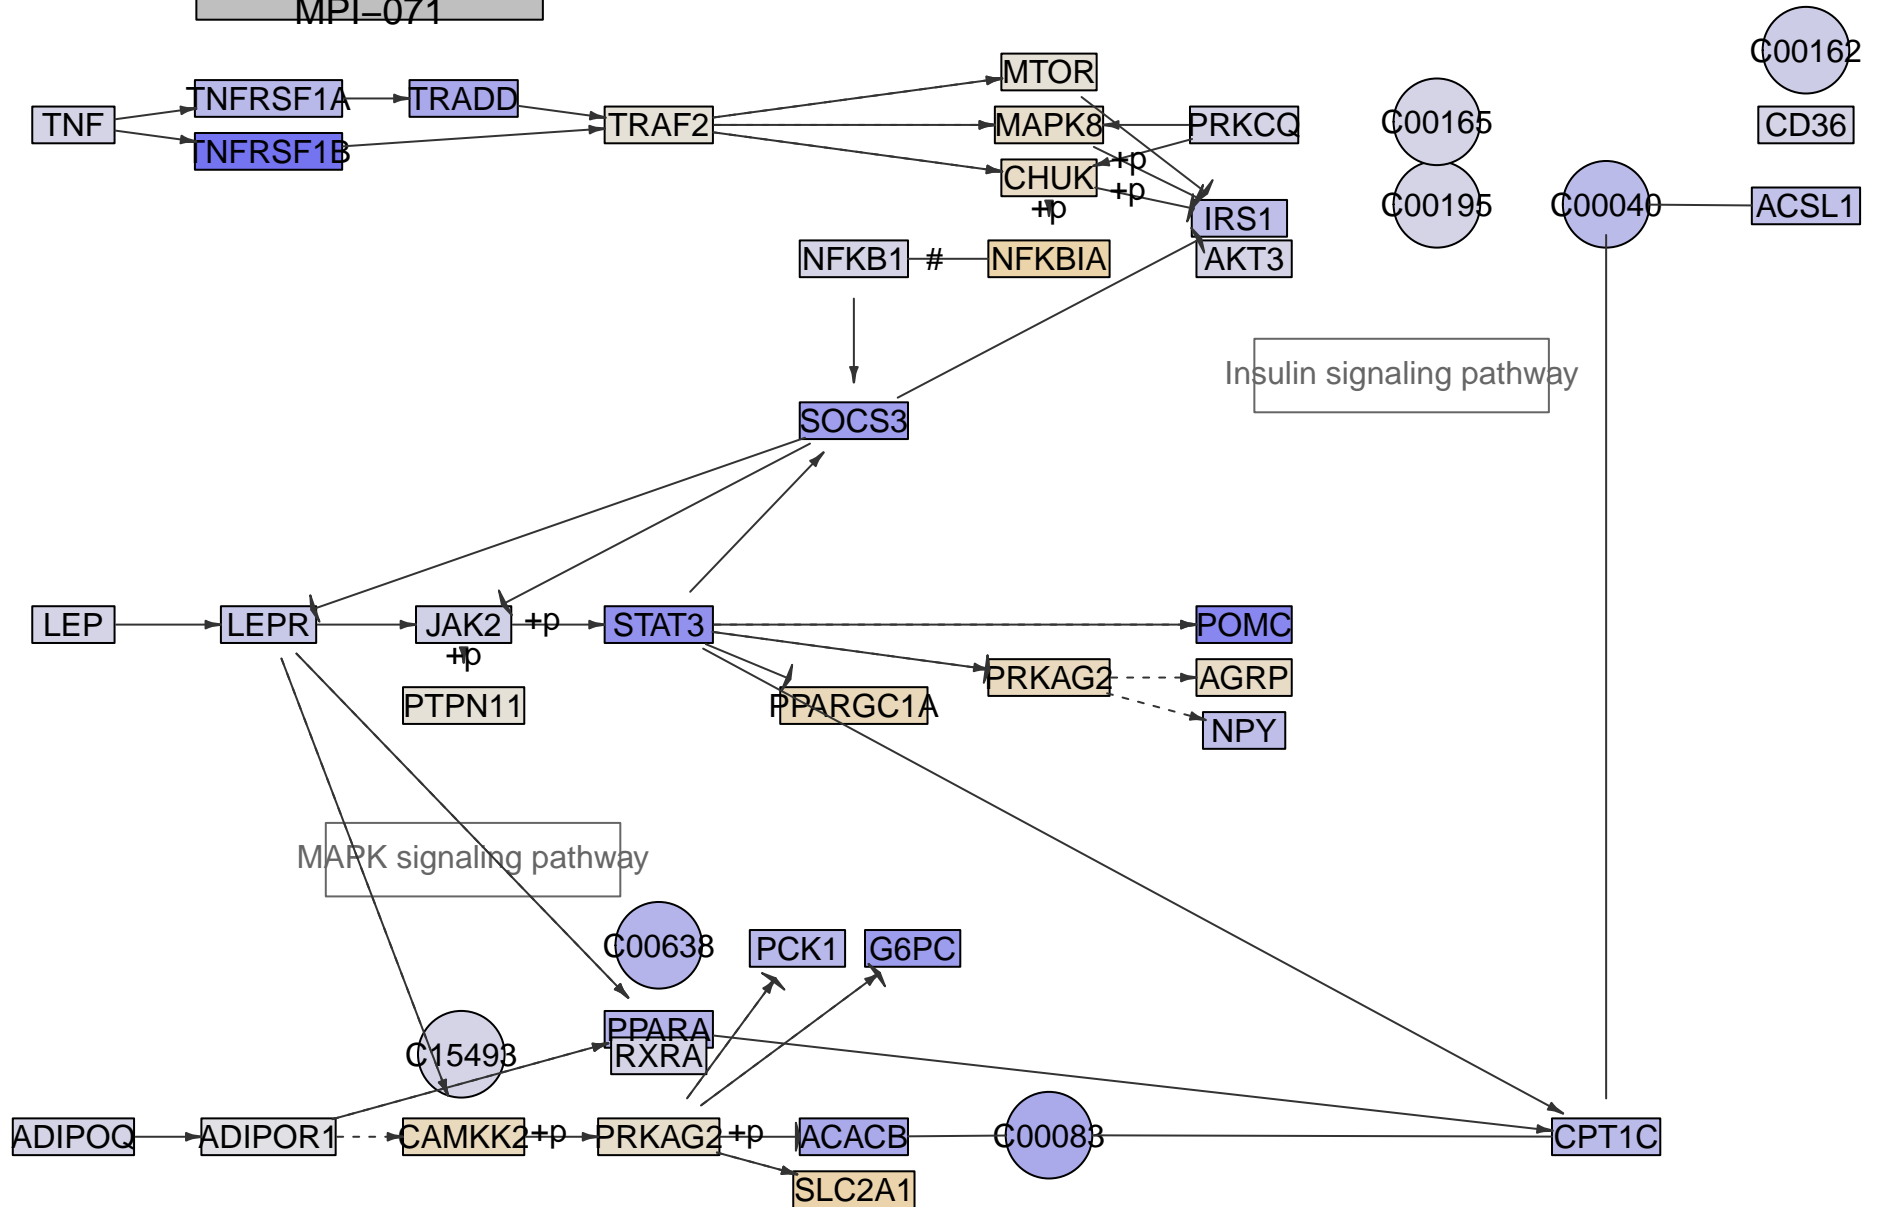 MPI−071
C00162
TNFRSF1A
TRADD
MTOR
TNF
TRAF2
MAPK8
PRKCQ
C00165
CD36
TNFRSF1B
+p
CHUK
+p
+p
C00195
C00040
ACSL1
IRS1
NFKB1
#
NFKBIA
AKT3
Insulin signaling pathway
SOCS3
LEP
LEPR
JAK2
+p
STAT3
POMC
+p
PRKAG2
AGRP
PTPN11
PPARGC1A
NPY
MAPK signaling pathway
C00638
PCK1
G6PC
PPARA
C15493
RXRA
ADIPOQ
ADIPOR1
CAMKK2
+p
PRKAG2
+p
ACACB
C00083
CPT1C
SLC2A1